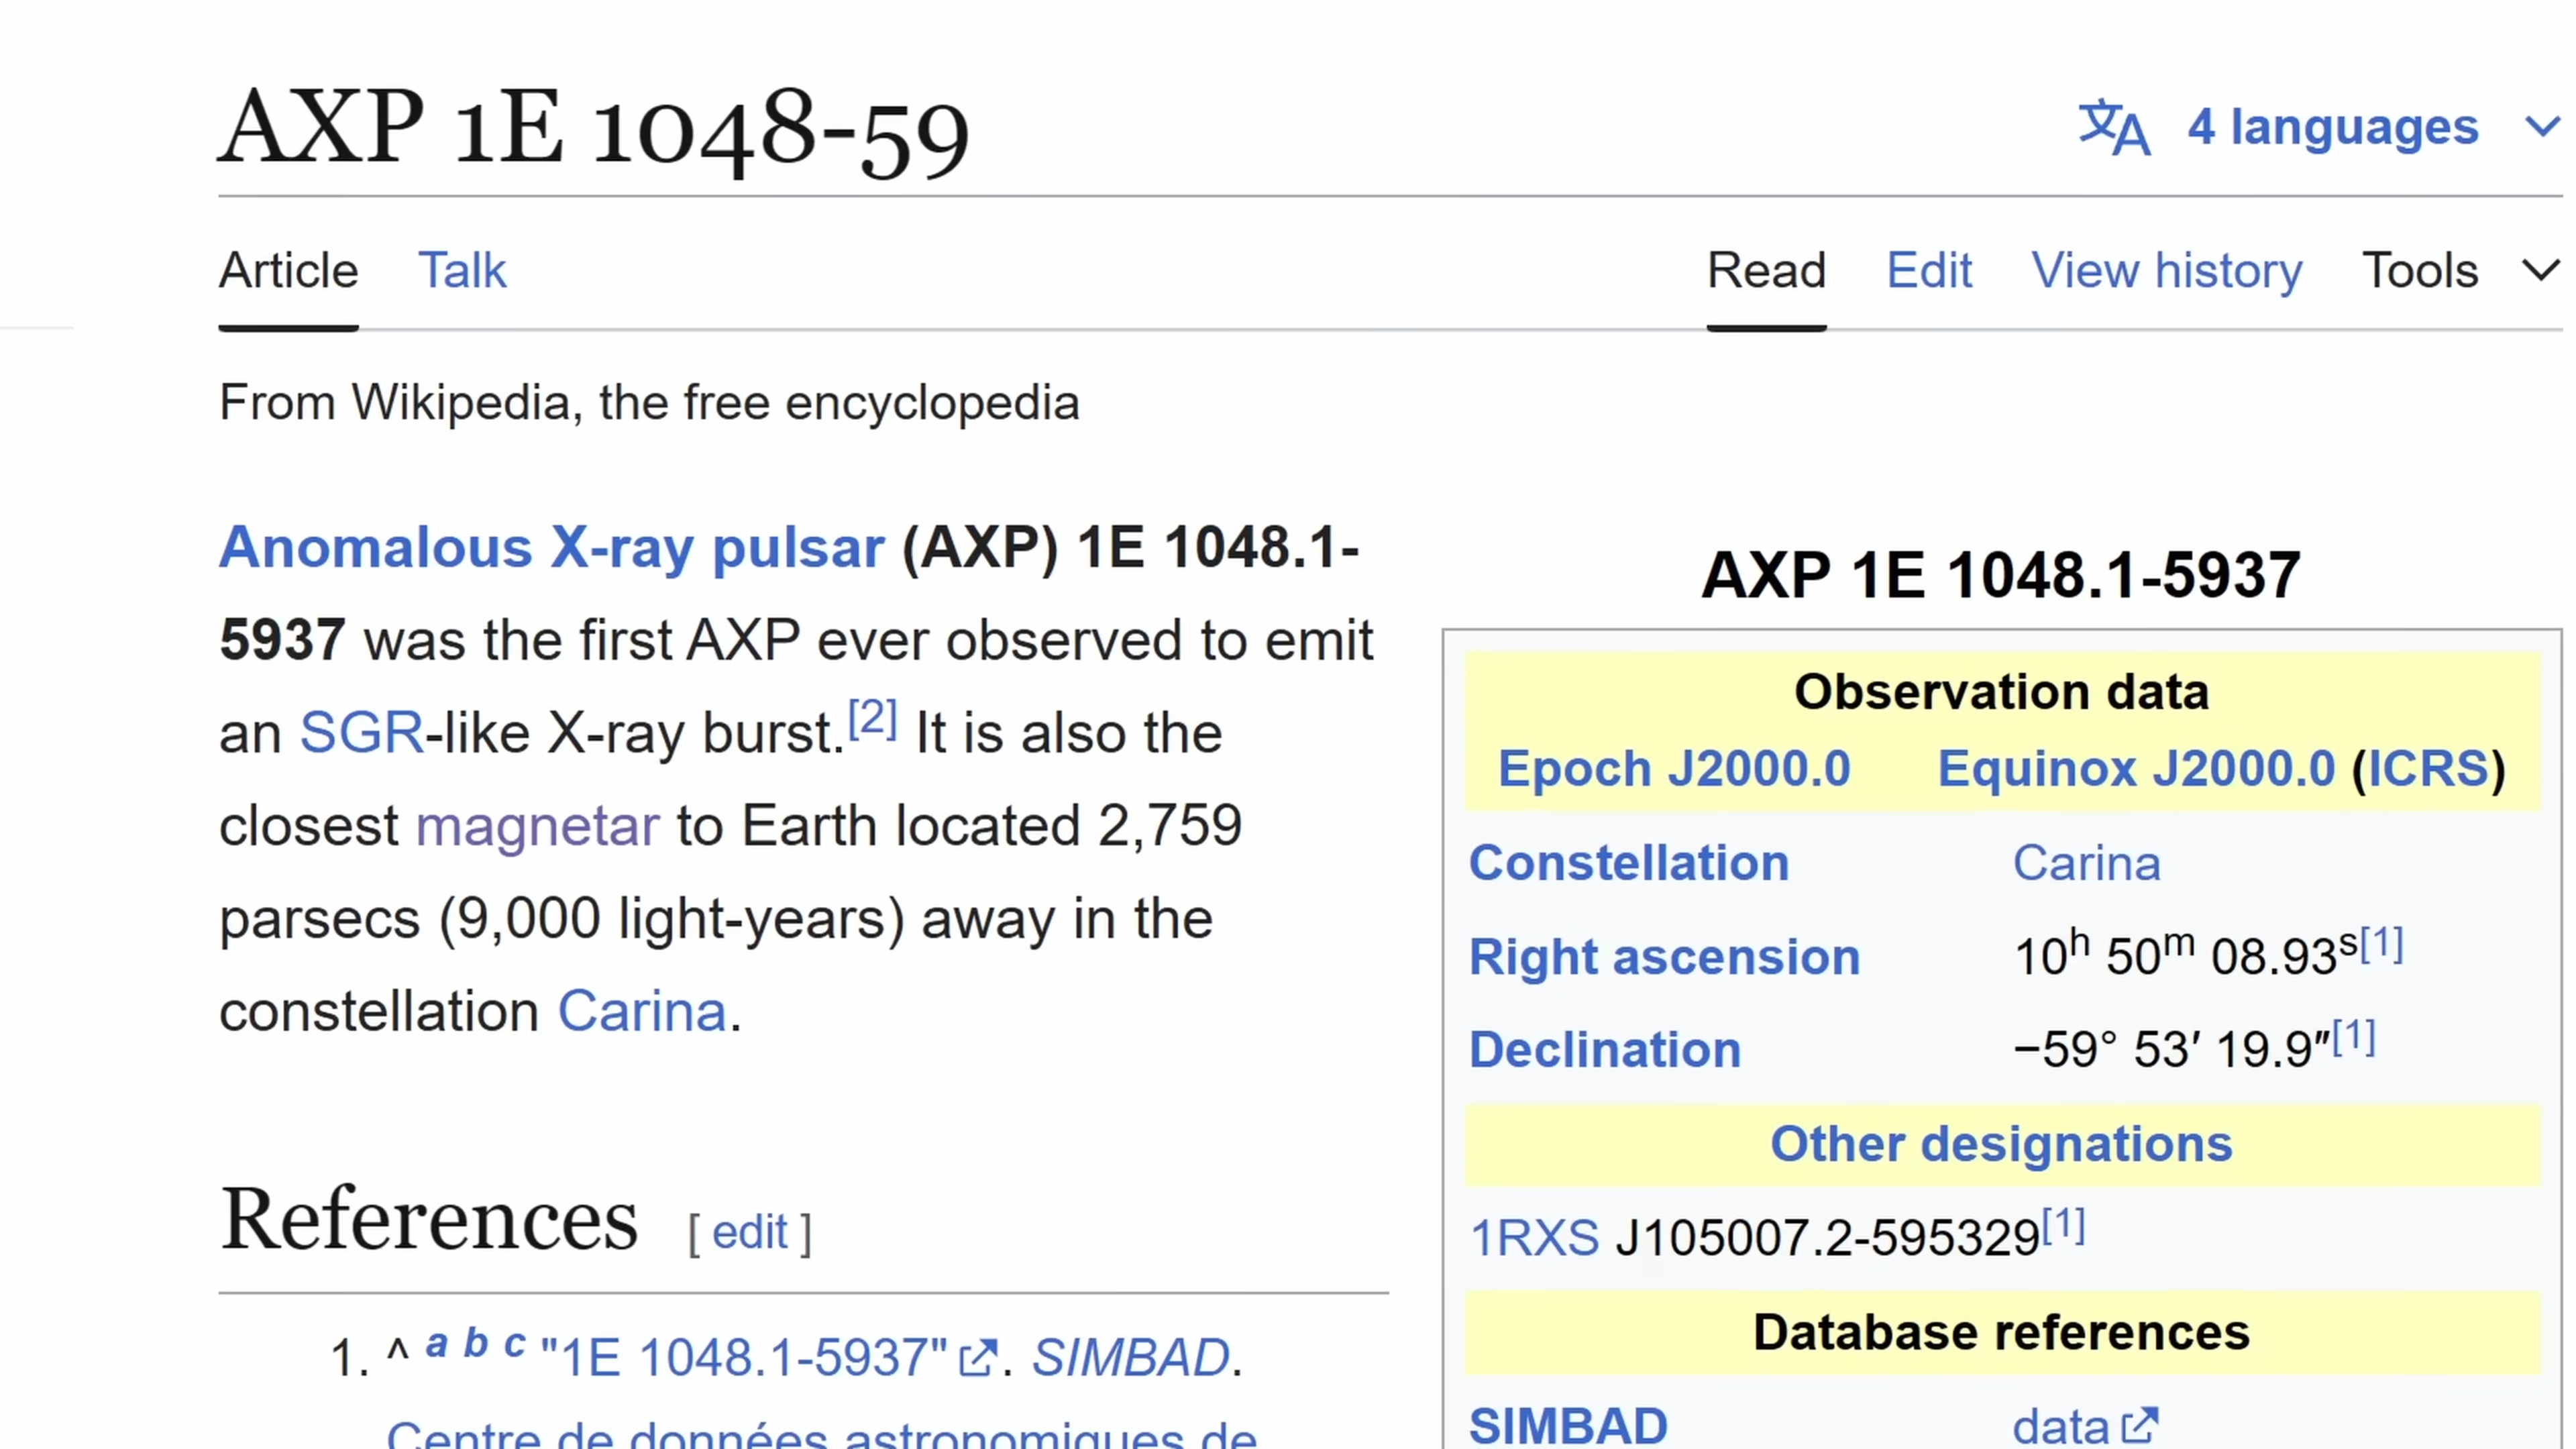 AXP 1E 1048-59
4 languages
Article Talk
Read Edit View history Tools
From Wikipedia, the free encyclopedia
Anomalous X-ray pulsar (AXP) 1E 1048.1-
5937 was the first AXP ever observed to emit
an SGR-like X-ray burst.[2] It is also the
closest magnetar to Earth located 2,759
parsecs (9,000 light-years) away in the
constellation Carina.
References [ edit ]
1. ^ a b c "1E 1048.1-5937". SIMBAD.
Centre de données astronomiques de
AXP 1E 1048.1-5937
Observation data
Epoch J2000.0 Equinox J2000.0 (ICRS)
Constellation Carina
Right ascension 10h 50m 08.93s[1]
Declination −59° 53′ 19.9″[1]
Other designations
1RXS J105007.2-595329[1]
Database references
SIMBAD data